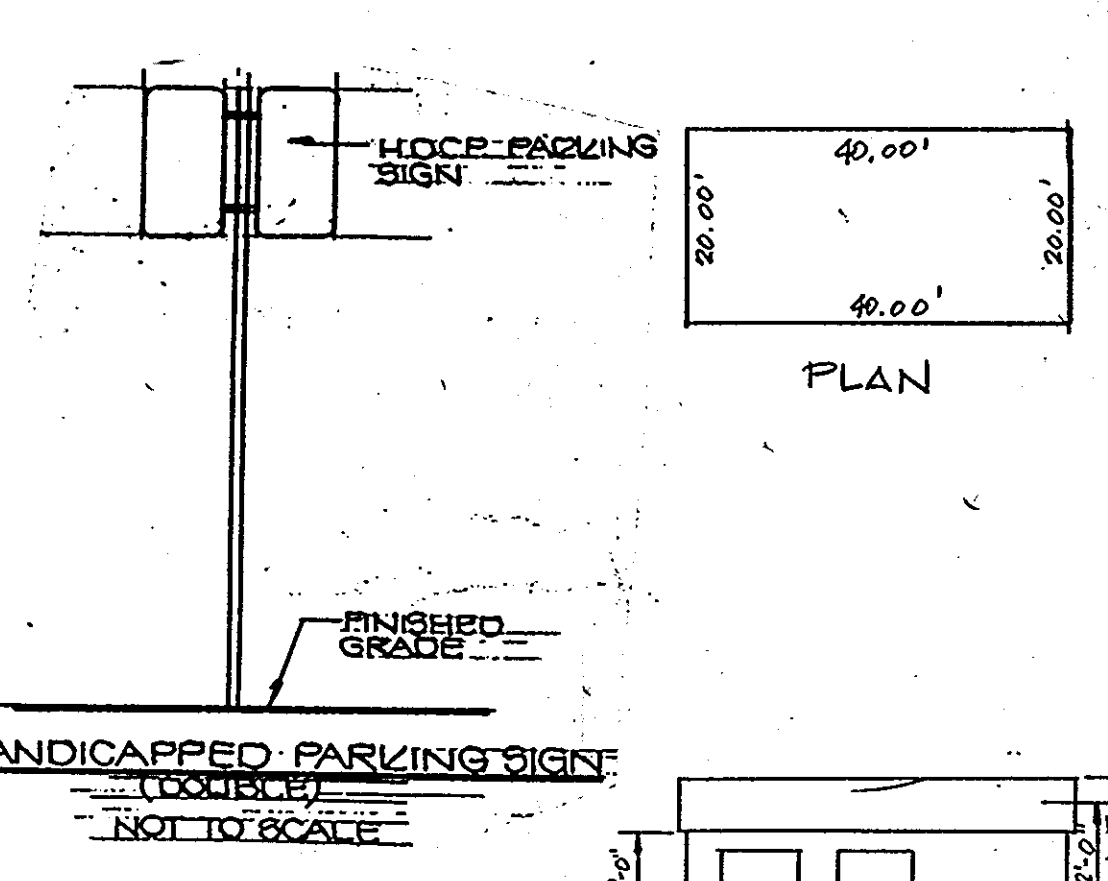 H.D.C.P. PARKING
SIGN
FINISHED
GRADE
ANDICAPPED PARKING SIGN
(DOUBLE)
NOT TO SCALE
40.00'
20.00'
20.00'
40.00'
PLAN